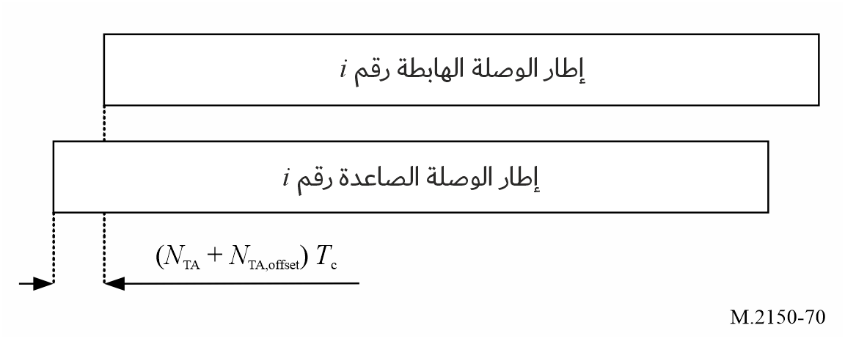 إطار الوصلة الهابطة رقم i
إطار الوصلة الصاعدة رقم i
(N_TA + N_TA,offset) T_c
M.2150-70